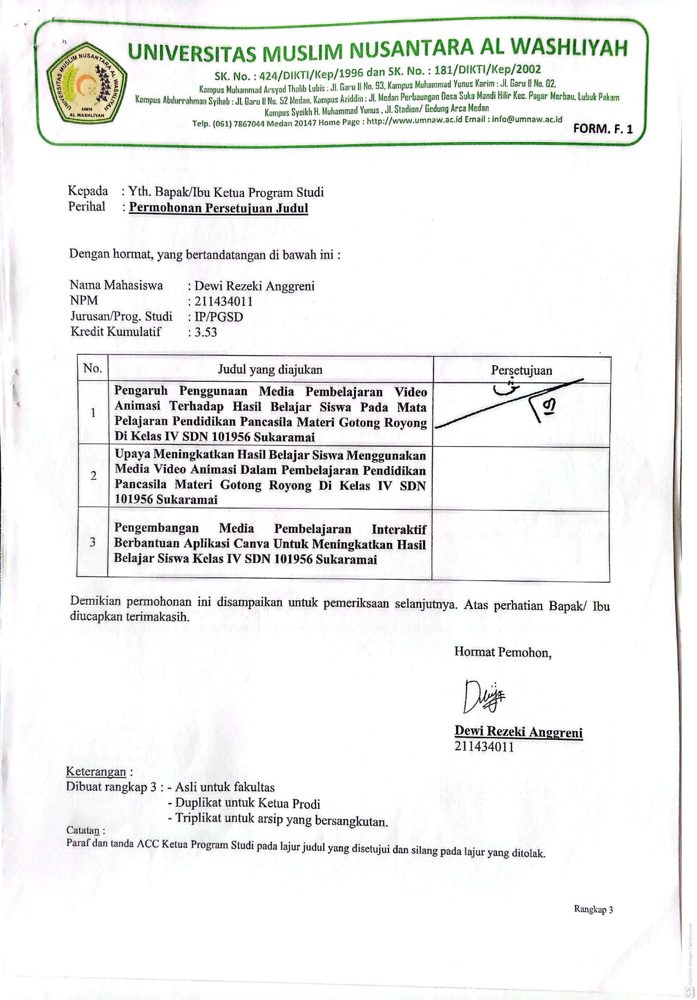 UNIVERSITAS MUSLIM NUSANTARA AL WASHLIYAH
UMN
AL WASHLIYAH
UNIVERSITAS MUSLIM NUSANTARA AL WASHLIYAH
SK. No. : 424/DIKTI/Kep/1996 dan SK. No. : 181/DIKTI/Kep/2002
Kampus Muhammad Arsyad Thalib Lubis : Jl. Garu II No. 93, Kampus Muhammad Yunus Karim : Jl. Garu II No. 02,
Kampus Abdurrahman Syihab : Jl. Garu II No. 52 Medan, Kampus Aziddin : Jl. Medan Perbaungan Desa Suka Mandi Hilir Kec. Pagar Merbau, Lubuk Pakam
Kampus Syeikh H. Muhammad Yunus , Jl. Stadion/ Gedung Arca Medan
Telp. (061) 7867044 Medan 20147 Home Page : http://www.umnaw.ac.id Email : info@umnaw.ac.id
FORM. F. 1
Kepada : Yth. Bapak/Ibu Ketua Program Studi
Perihal : Permohonan Persetujuan Judul
Dengan hormat, yang bertandatangan di bawah ini :
Nama Mahasiswa : Dewi Rezeki Anggreni
NPM : 211434011
Jurusan/Prog. Studi : IP/PGSD
Kredit Kumulatif : 3.53
No. Judul yang diajukan Persetujuan
1
Pengaruh Penggunaan Media Pembelajaran Video
Animasi Terhadap Hasil Belajar Siswa Pada Mata
Pelajaran Pendidikan Pancasila Materi Gotong Royong
Di Kelas IV SDN 101956 Sukaramai
2
Upaya Meningkatkan Hasil Belajar Siswa Menggunakan
Media Video Animasi Dalam Pembelajaran Pendidikan
Pancasila Materi Gotong Royong Di Kelas IV SDN
101956 Sukaramai
3
Pengembangan Media Pembelajaran Interaktif
Berbantuan Aplikasi Canva Untuk Meningkatkan Hasil
Belajar Siswa Kelas IV SDN 101956 Sukaramai
Demikian permohonan ini disampaikan untuk pemeriksaan selanjutnya. Atas perhatian Bapak/ Ibu
diucapkan terimakasih.
Hormat Pemohon,
Dewi Rezeki Anggreni
211434011
Keterangan :
Dibuat rangkap 3 : - Asli untuk fakultas
- Duplikat untuk Ketua Prodi
- Triplikat untuk arsip yang bersangkutan.
Catatan :
Paraf dan tanda ACC Ketua Program Studi pada lajur judul yang disetujui dan silang pada lajur yang ditolak.
Rangkap 3
CS Dipindai dengan CamScanner